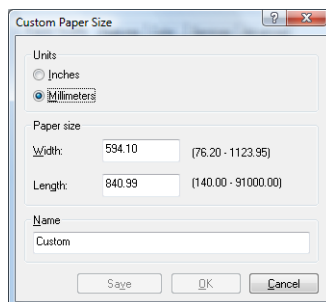 Custom Paper Size
Units
Inches
Millimeters
Paper size
Width: 594.10 (76.20 - 1123.95)
Length: 840.99 (140.00 - 91000.00)
Name
Custom
Save OK Cancel